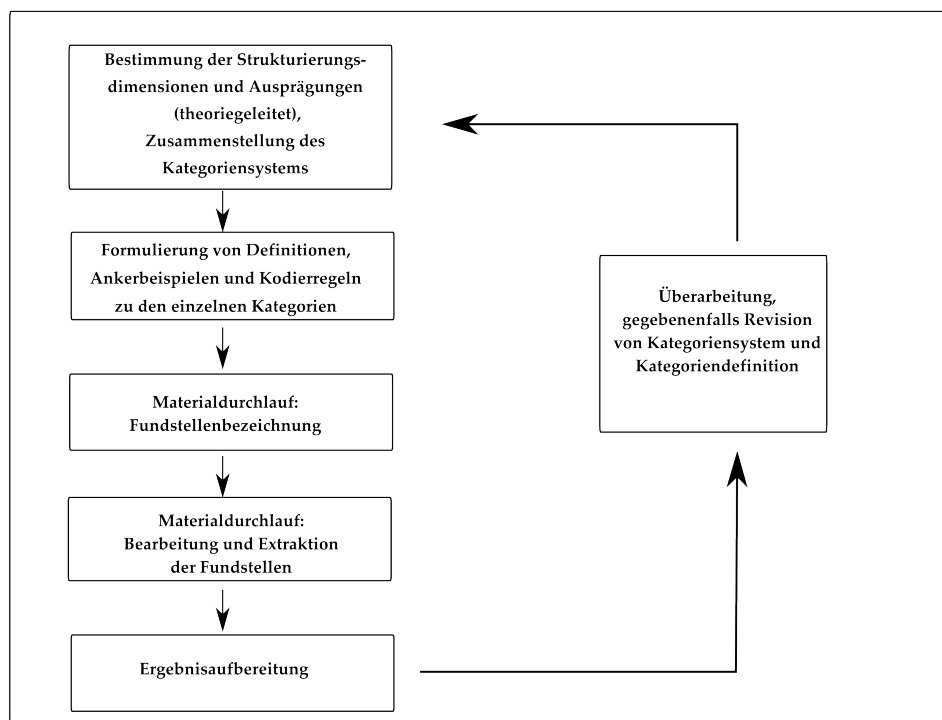 Bestimmung der Strukturierungs-
dimensionen und Ausprägungen
(theoriegeleitet),
Zusammenstellung des
Kategoriensystems
Formulierung von Definitionen,
Ankerbeispielen und Kodierregeln
zu den einzelnen Kategorien
Materialdurchlauf:
Fundstellenbezeichnung
Materialdurchlauf:
Bearbeitung und Extraktion
der Fundstellen
Ergebnisaufbereitung
Überarbeitung,
gegebenenfalls Revision
von Kategoriensystem und
Kategoriendefinition